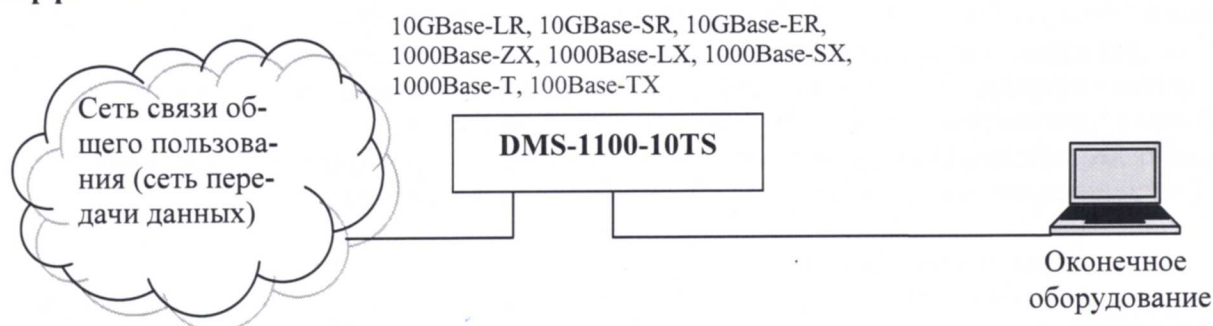 10GBase-LR, 10GBase-SR, 10GBase-ER,
1000Base-ZX, 1000Base-LX, 1000Base-SX,
1000Base-T, 100Base-TX
Сеть связи об-
щего пользова-
ния (сеть пере-
дачи данных)
DMS-1100-10TS
Оконечное
оборудование